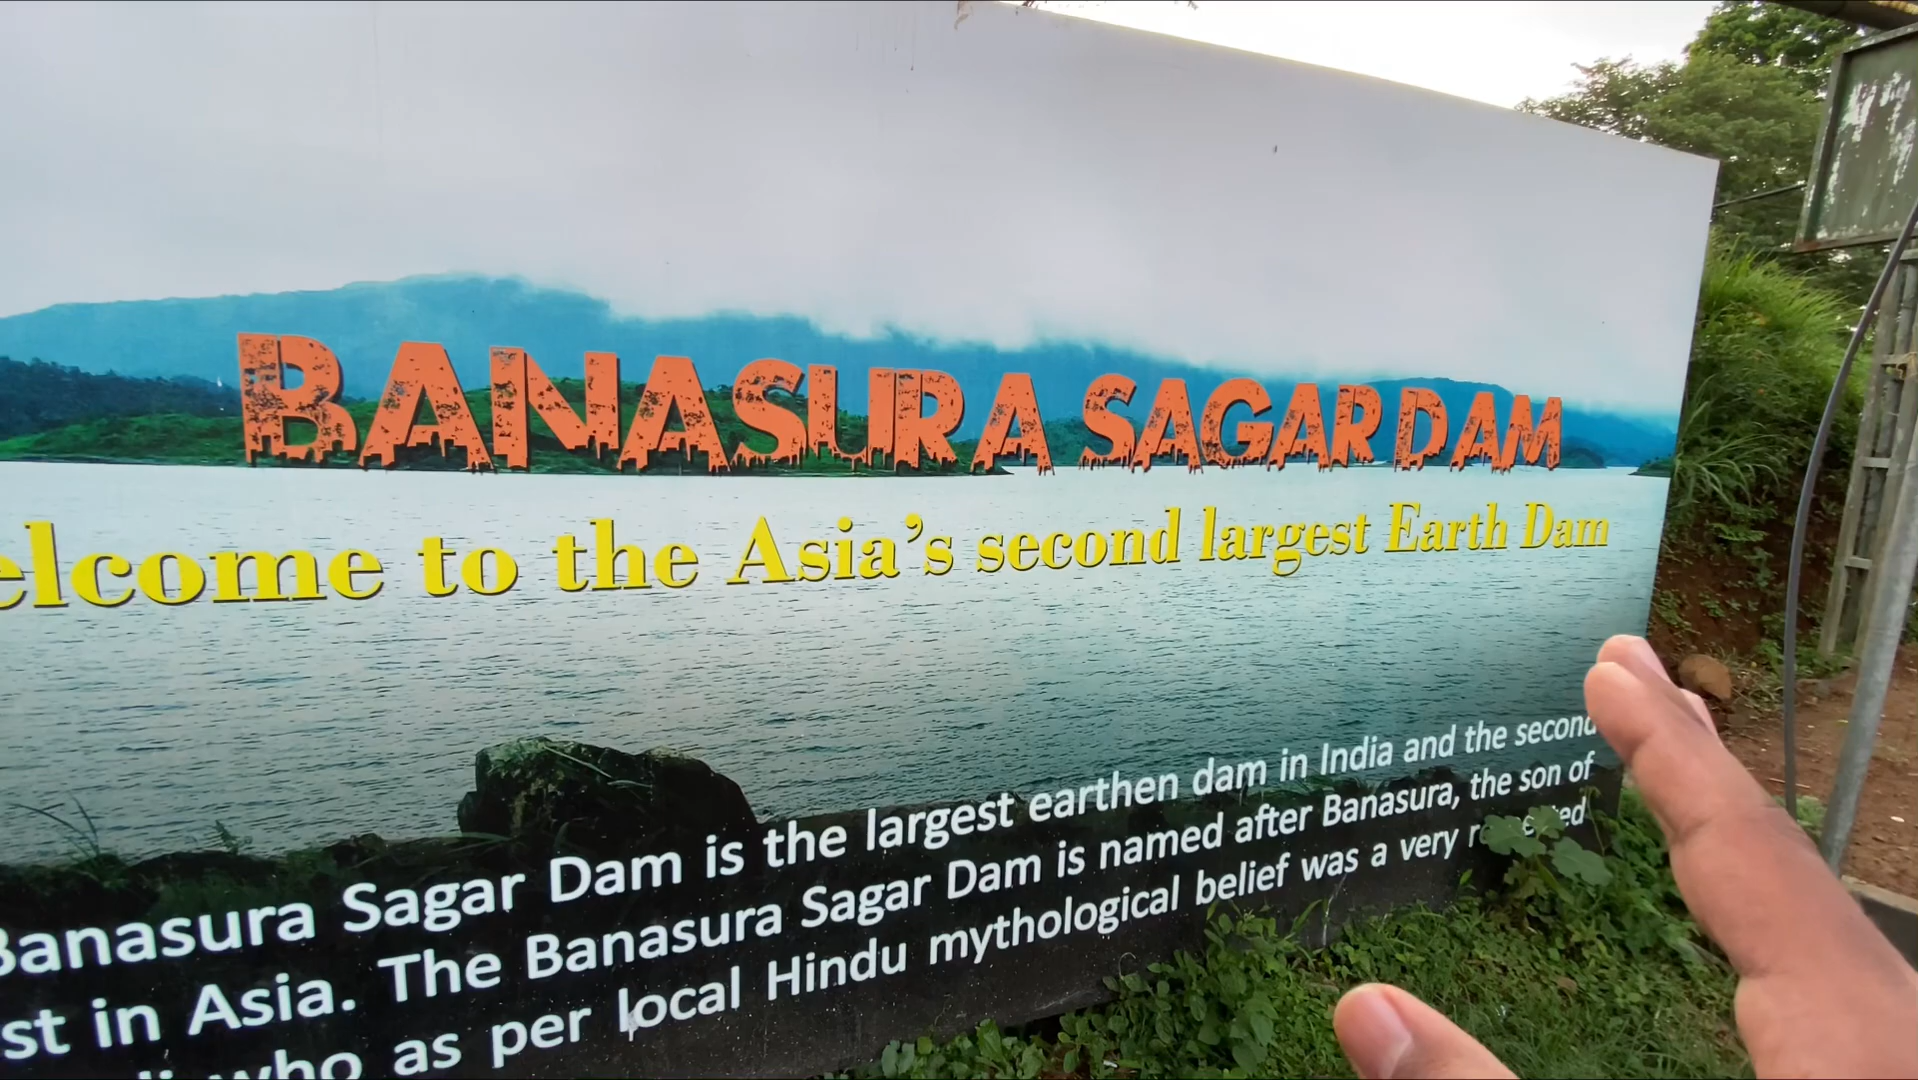 BANASURA SAGAR DAM
elcome to the Asia's second largest Earth Dam
Banasura Sagar Dam is the largest earthen dam in India and the second
st in Asia. The Banasura Sagar Dam is named after Banasura, the son of
who as per local Hindu mythological belief was a very